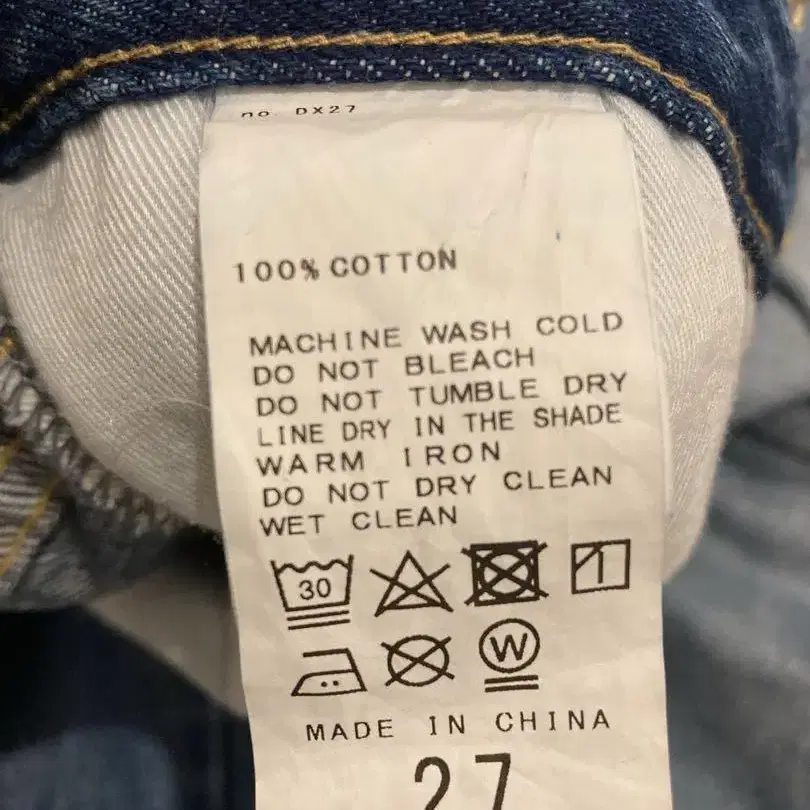 no. DX27
100% COTTON
MACHINE WASH COLD
DO NOT BLEACH
DO NOT TUMBLE DRY
LINE DRY IN THE SHADE
WARM IRON
DO NOT DRY CLEAN
WET CLEAN
30
W
MADE IN CHINA
27